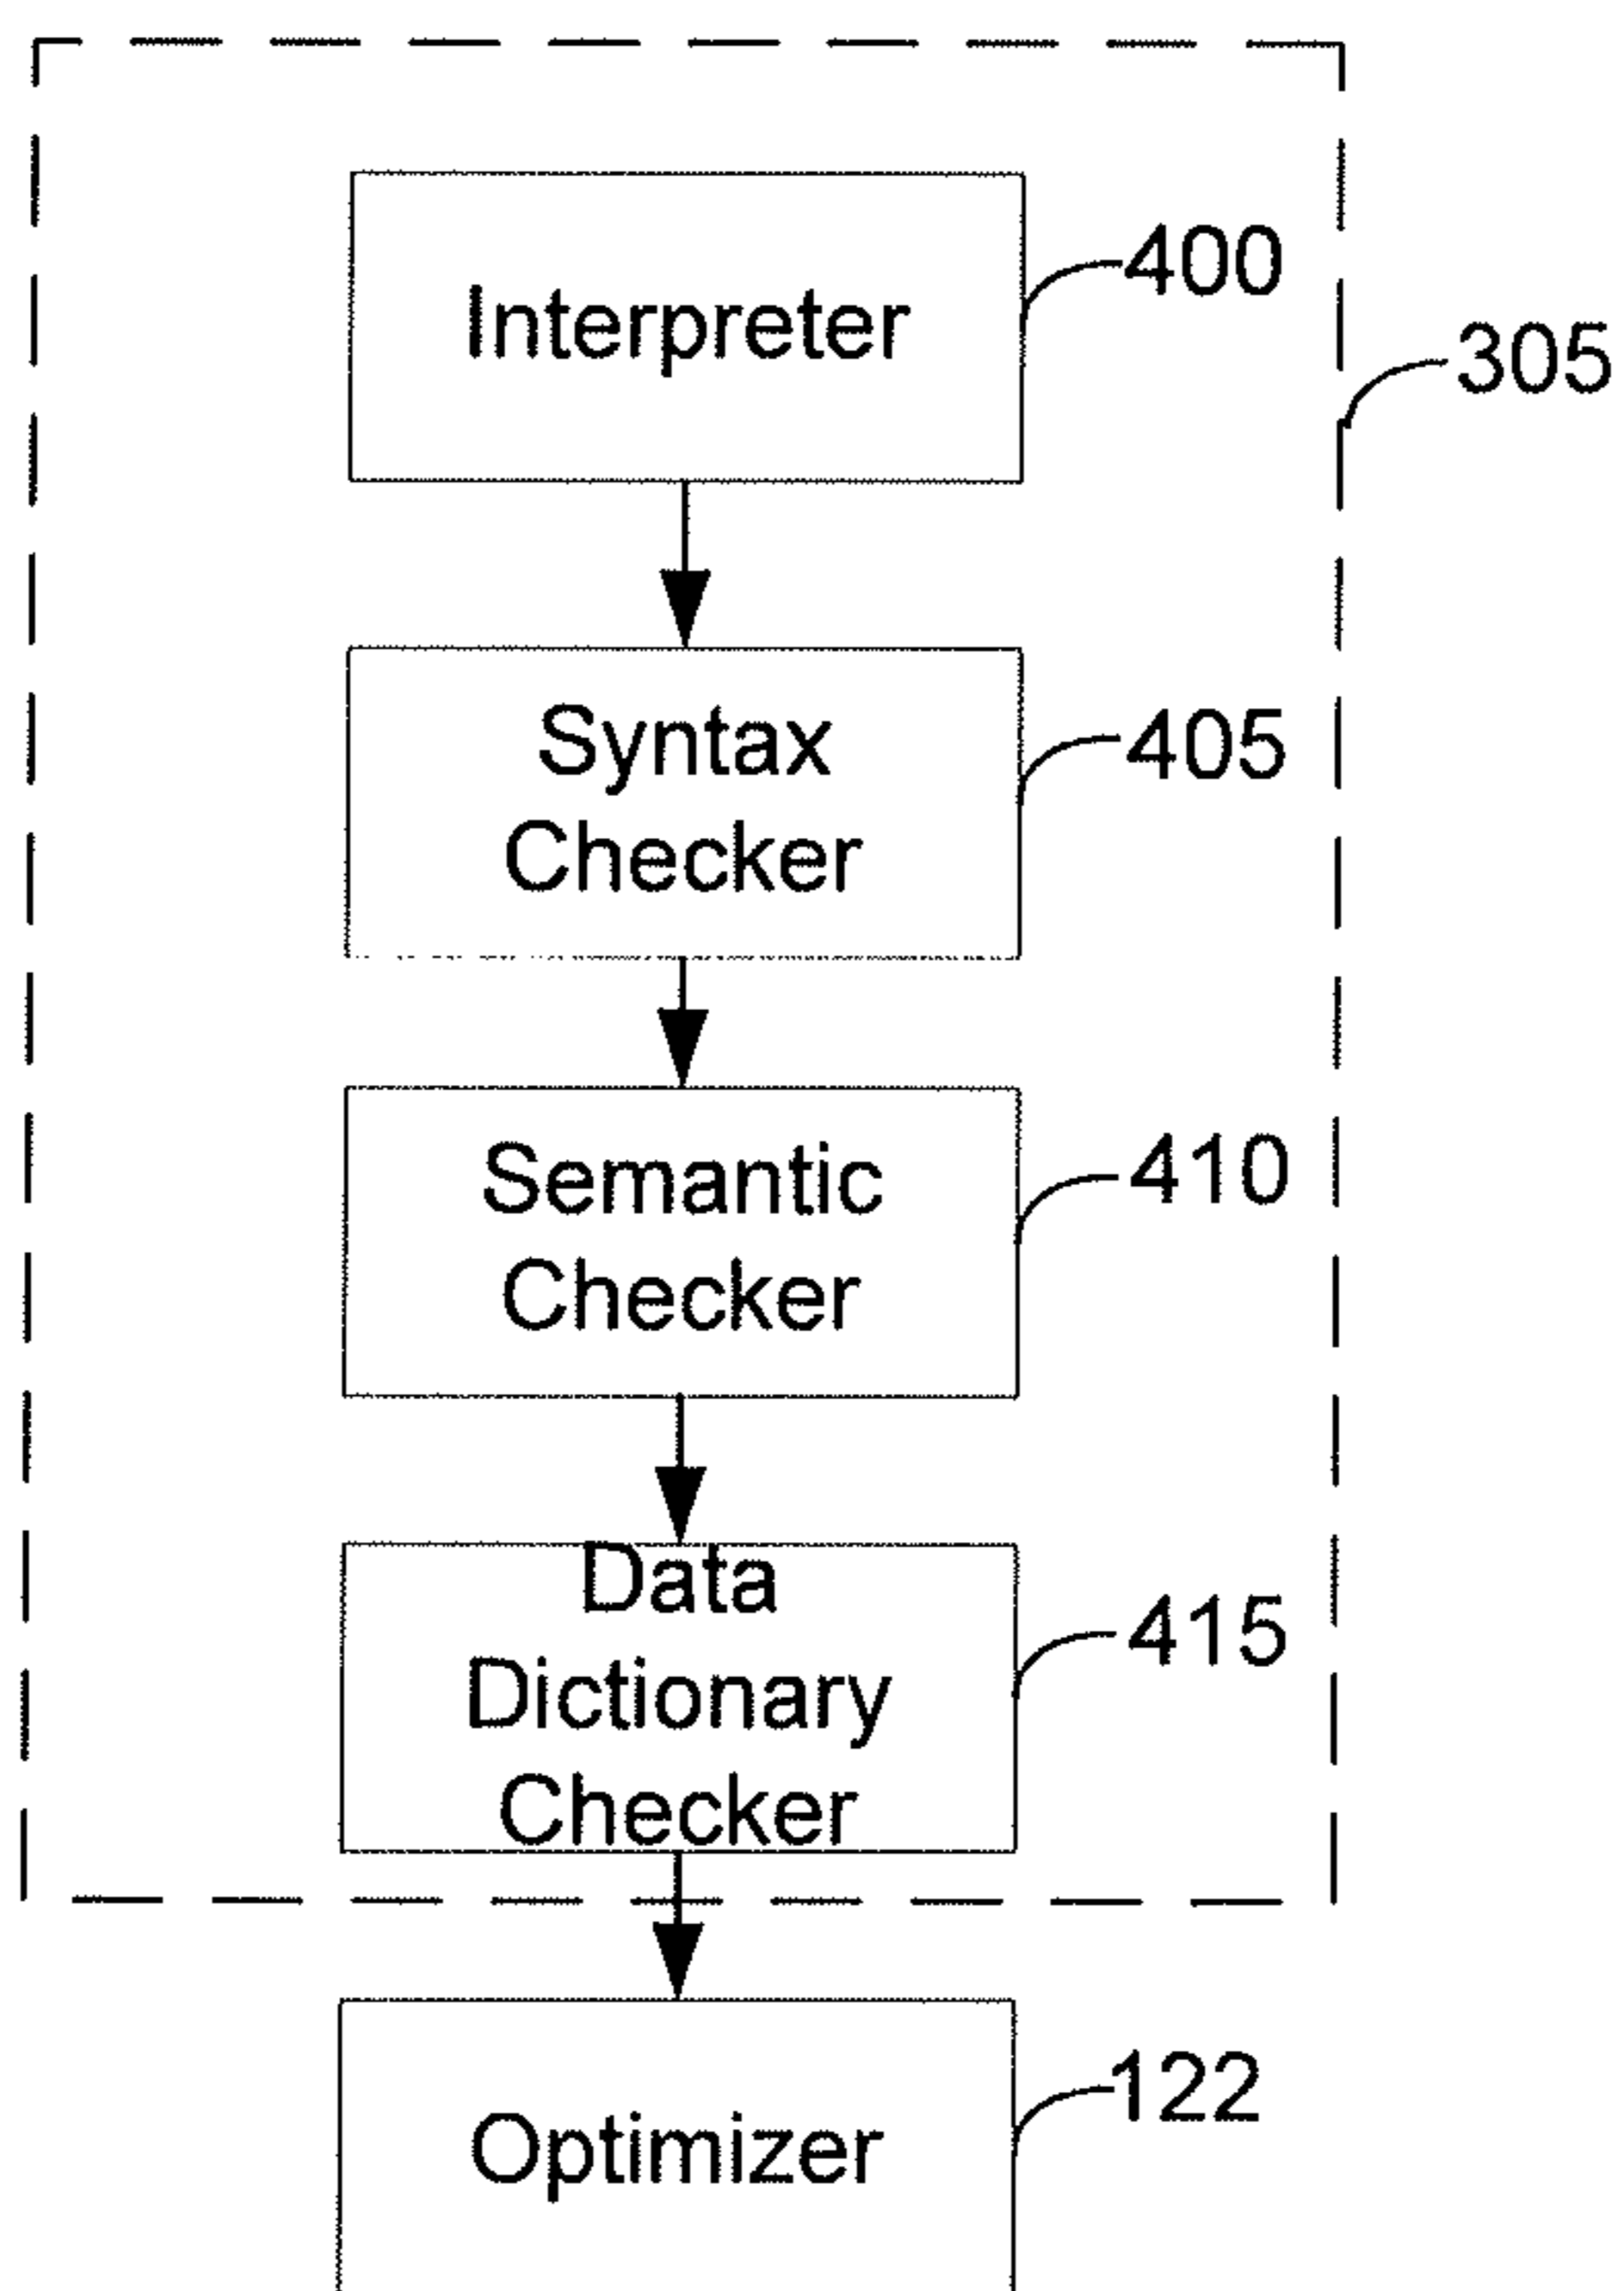 Interpreter
400
305
Syntax
Checker
405
Semantic
Checker
410
Data
Dictionary
Checker
415
Optimizer
122